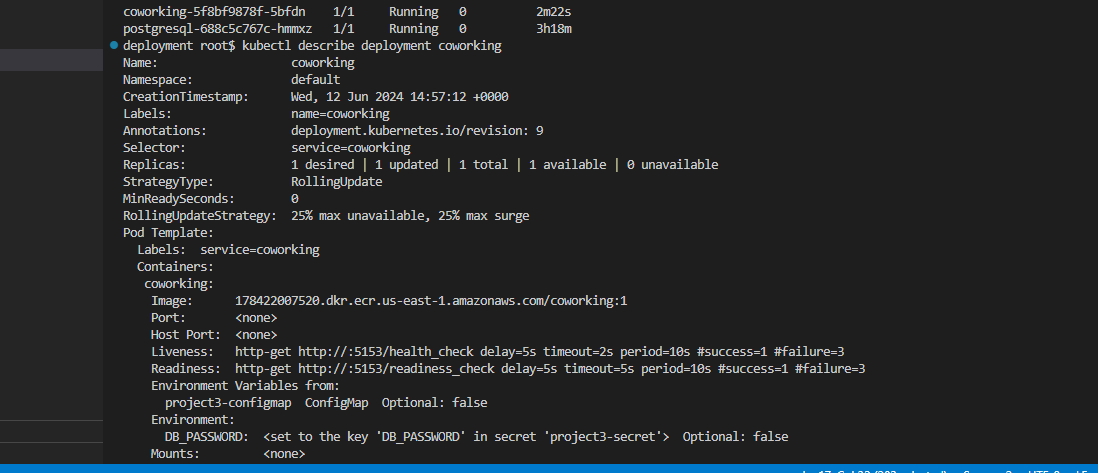 coworking-5f8bf9878f-5bfdn    1/1     Running   0          2m22s
postgresql-688c5c767c-hmmxz   1/1     Running   0          3h18m
deployment root$ kubectl describe deployment coworking
Name:                   coworking
Namespace:              default
CreationTimestamp:      Wed, 12 Jun 2024 14:57:12 +0000
Labels:                 name=coworking
Annotations:            deployment.kubernetes.io/revision: 9
Selector:               service=coworking
Replicas:               1 desired | 1 updated | 1 total | 1 available | 0 unavailable
StrategyType:           RollingUpdate
MinReadySeconds:        0
RollingUpdateStrategy:  25% max unavailable, 25% max surge
Pod Template:
  Labels:  service=coworking
  Containers:
   coworking:
    Image:      178422007520.dkr.ecr.us-east-1.amazonaws.com/coworking:1
    Port:       <none>
    Host Port:  <none>
    Liveness:   http-get http://:5153/health_check delay=5s timeout=2s period=10s #success=1 #failure=3
    Readiness:  http-get http://:5153/readiness_check delay=5s timeout=5s period=10s #success=1 #failure=3
    Environment Variables from:
      project3-configmap  ConfigMap  Optional: false
    Environment:
      DB_PASSWORD:  <set to the key 'DB_PASSWORD' in secret 'project3-secret'>  Optional: false
    Mounts:         <none>